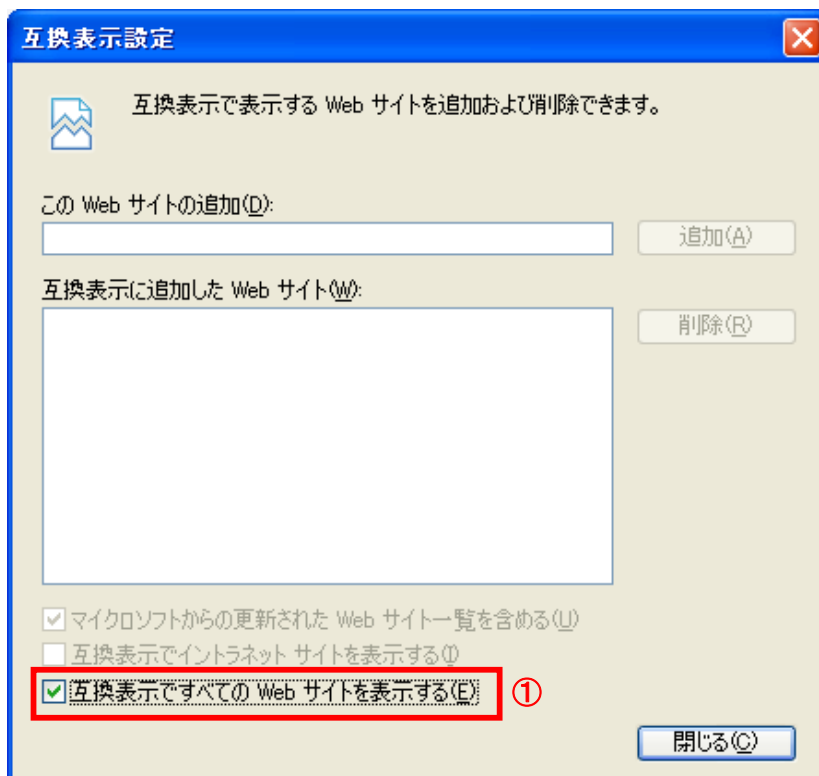 互換表示設定
互換表示で表示する Web サイトを追加および削除できます。
この Web サイトの追加(D):
追加(A)
互換表示に追加した Web サイト(W):
削除(R)
マイクロソフトからの更新された Web サイト一覧を含める(U)
互換表示でイントラネット サイトを表示する(I)
互換表示ですべての Web サイトを表示する(E)
①
閉じる(C)